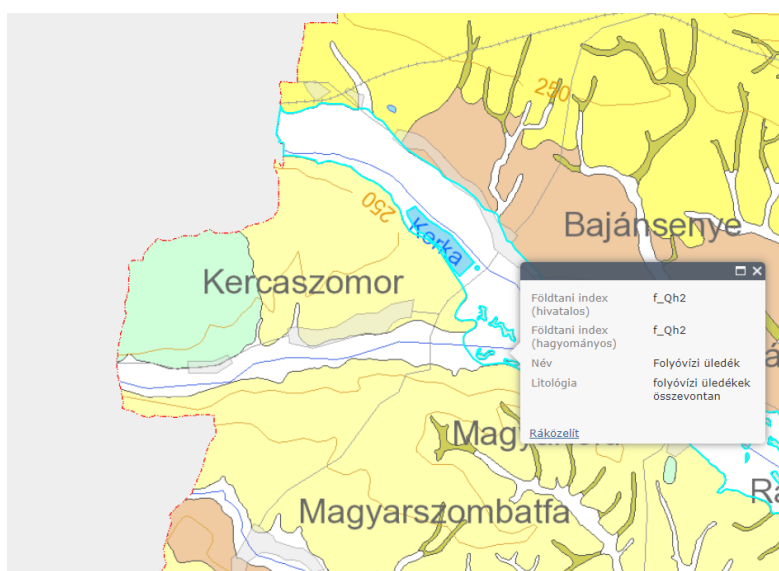 250
Bajánsenye
250
Kerka
Kercaszomor
Földtani index (hivatalos) f_Qh2
Földtani index (hagyományos) f_Qh2
Név Folyóvízi üledék
Litológia folyóvízi üledékek összevontan
Ráközelít
Magyarszombatfa